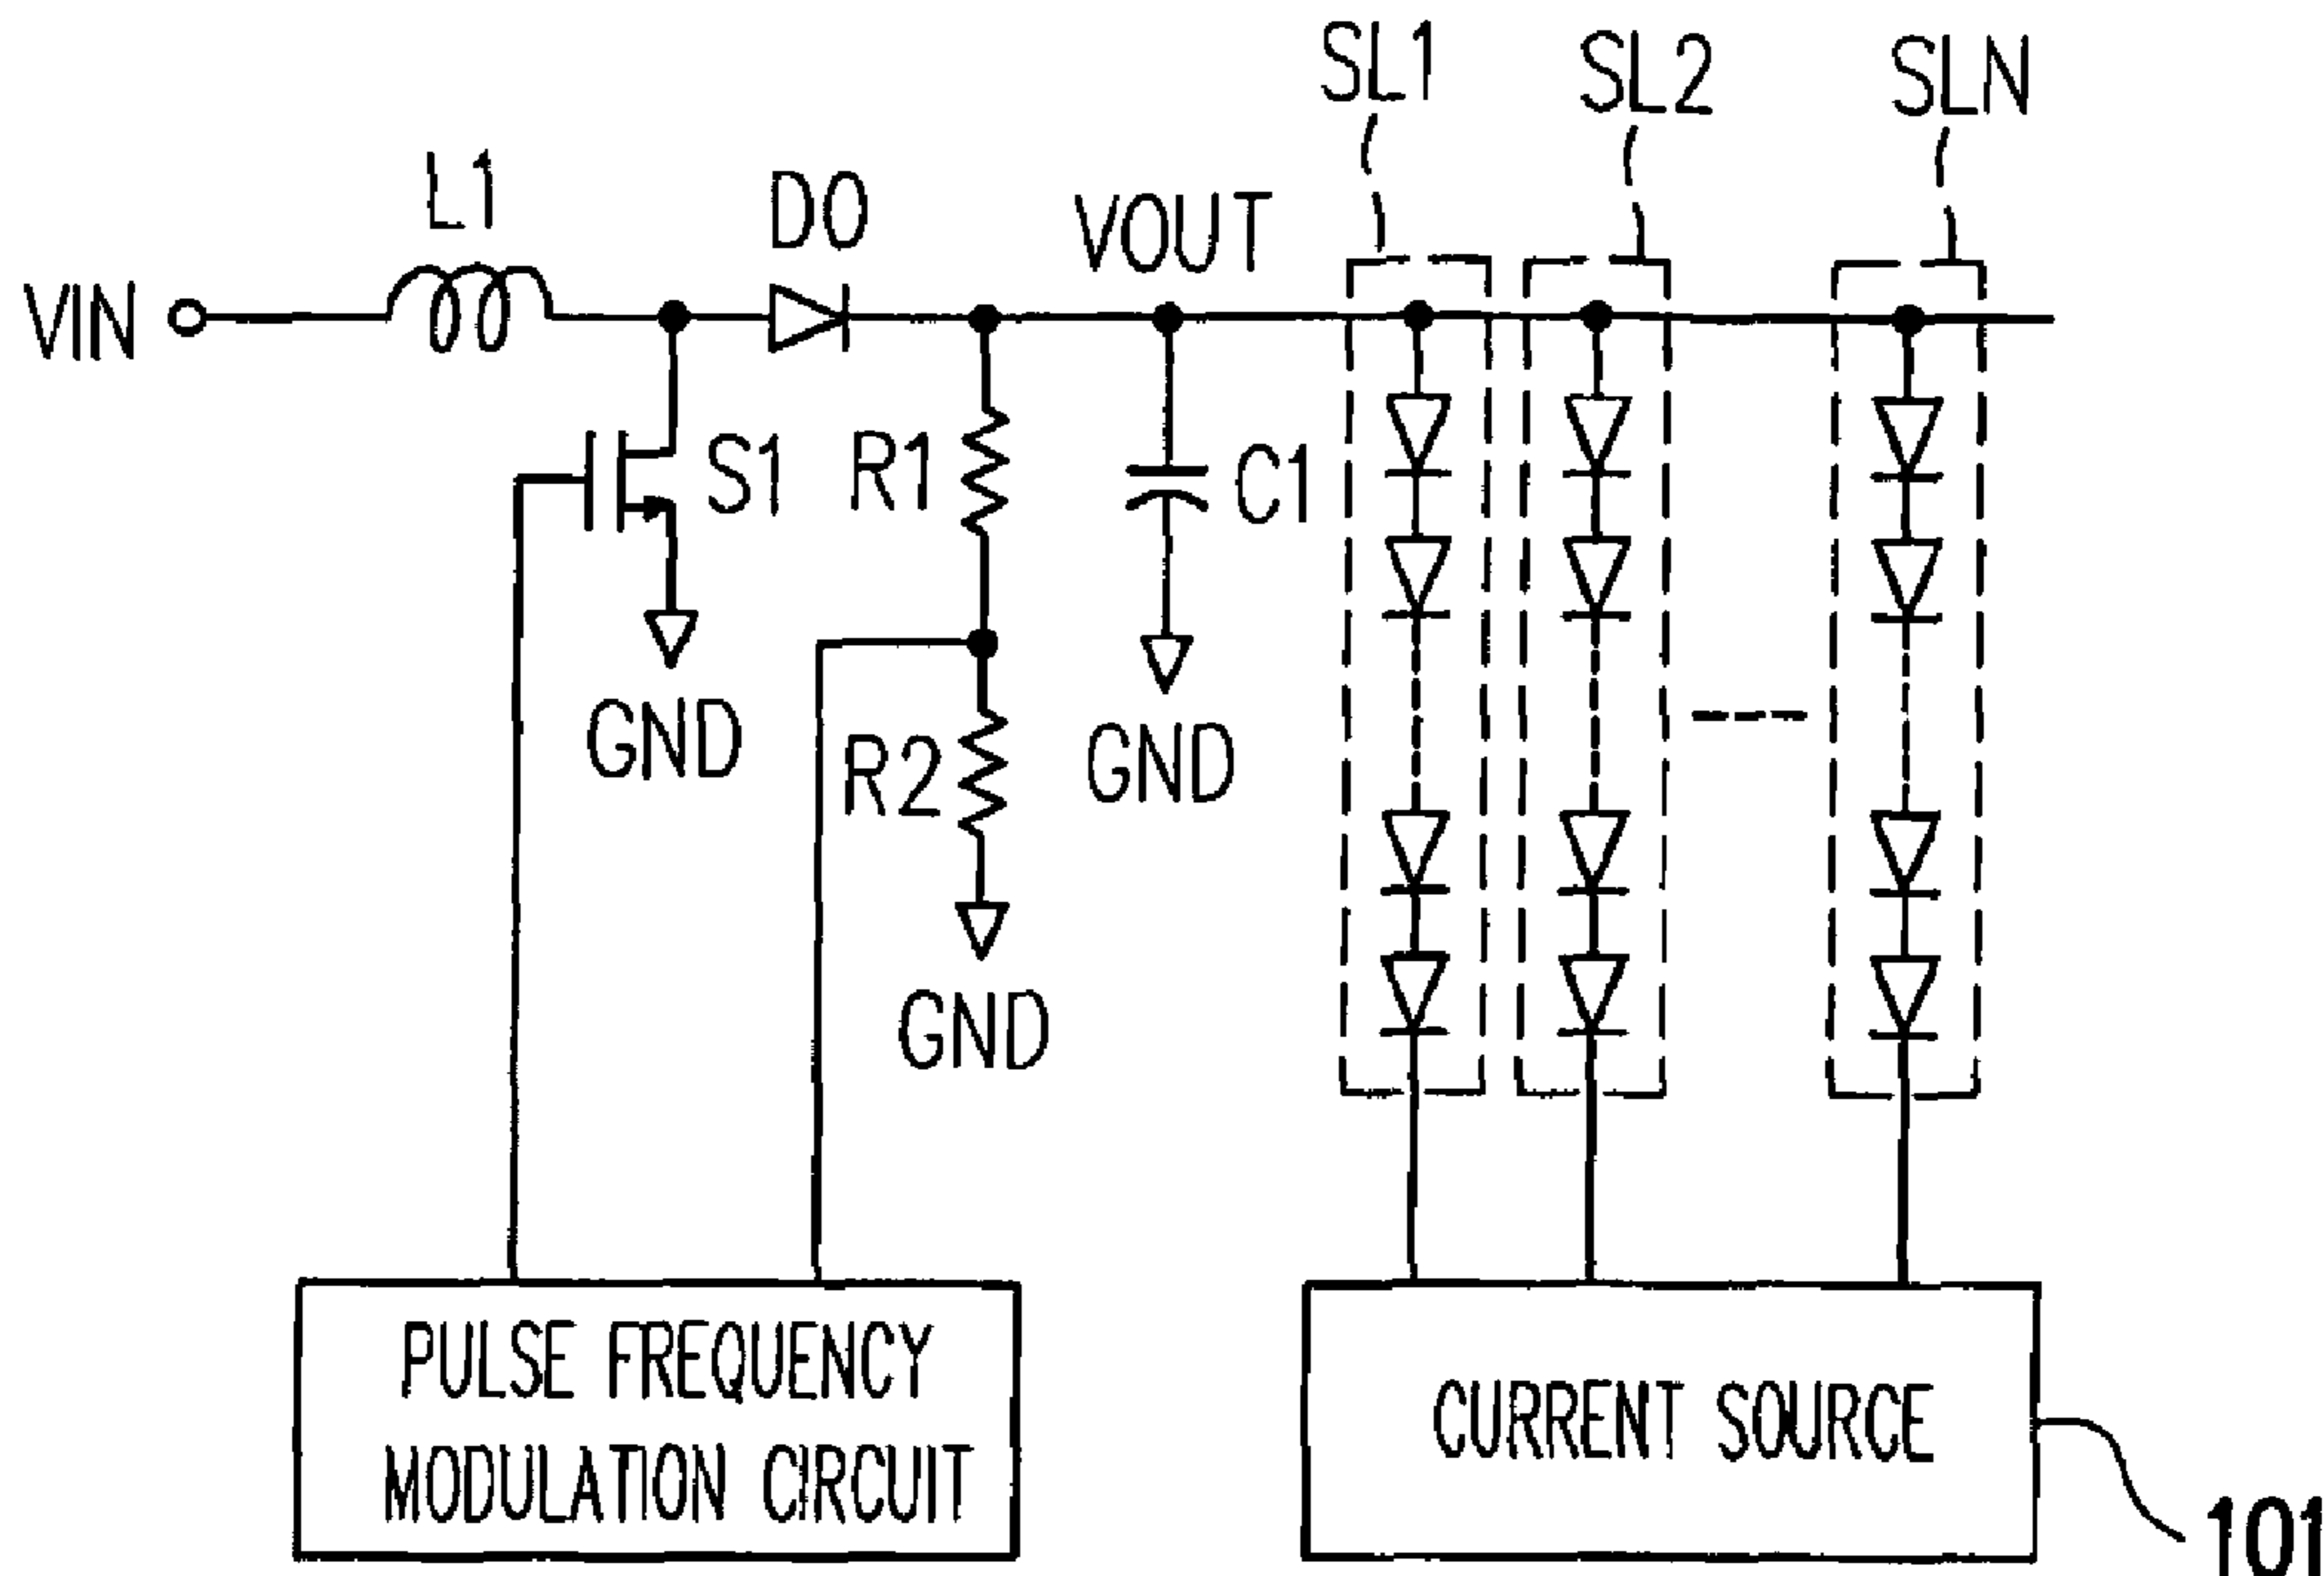 SL1
SL2
SLN
L1
DO
VOUT
VIN
S1
R1
C1
GND
R2
GND
GND
PULSE FREQUENCY
MODULATION CIRCUIT
CURRENT SOURCE
101